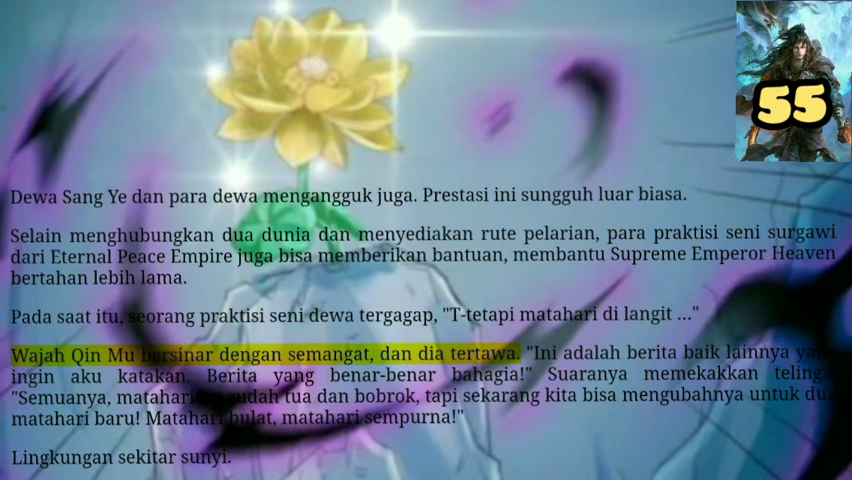 55
Dewa Sang Ye dan para dewa mengangguk juga. Prestasi ini sungguh luar biasa.
Selain menghubungkan dua dunia dan menyediakan rute pelarian, para praktisi seni surgawi
dari Eternal Peace Empire juga bisa memberikan bantuan, membantu Supreme Emperor Heaven
bertahan lebih lama.
Pada saat itu, seorang praktisi seni dewa tergagap, "T-tetapi matahari di langit ..."
Wajah Qin Mu bersinar dengan semangat, dan dia tertawa. "Ini adalah berita baik lainnya
ingin aku katakan. Berita yang benar-benar bahagia!" Suaranya memekakkan telinga
"Semuanya, matahari sudah tua dan bobrok, tapi sekarang kita bisa mengubahnya untuk dua
matahari baru! Matahari bulat, matahari sempurna!"
Lingkungan sekitar sunyi.